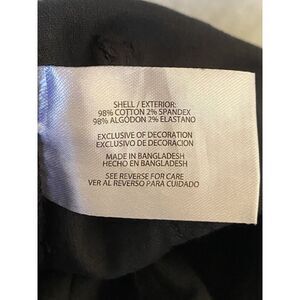 SHELL / EXTERIOR:
98% COTTON 2% SPANDEX
98% ALGODON 2% ELASTANO
EXCLUSIVE OF DECORATION
EXCLUSIVO DE DECORACION
MADE IN BANGLADESH
HECHO EN BANGLADESH
SEE REVERSE FOR CARE
VER AL REVERSO PARA CUIDADO